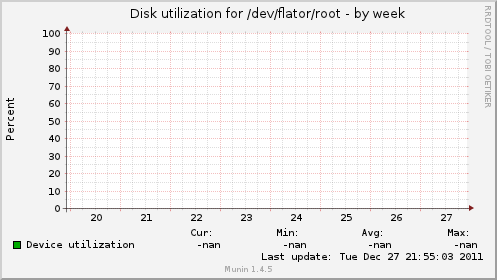 Disk utilization for /dev/flator/root - by week
RRDTOOL / TOBI OETIKER
Percent
100
90
80
70
60
50
40
30
20
10
0
20 21 22 23 24 25 26 27
Cur: Min: Avg: Max:
Device utilization -nan -nan -nan -nan
Last update: Tue Dec 27 21:55:03 2011
Munin 1.4.5